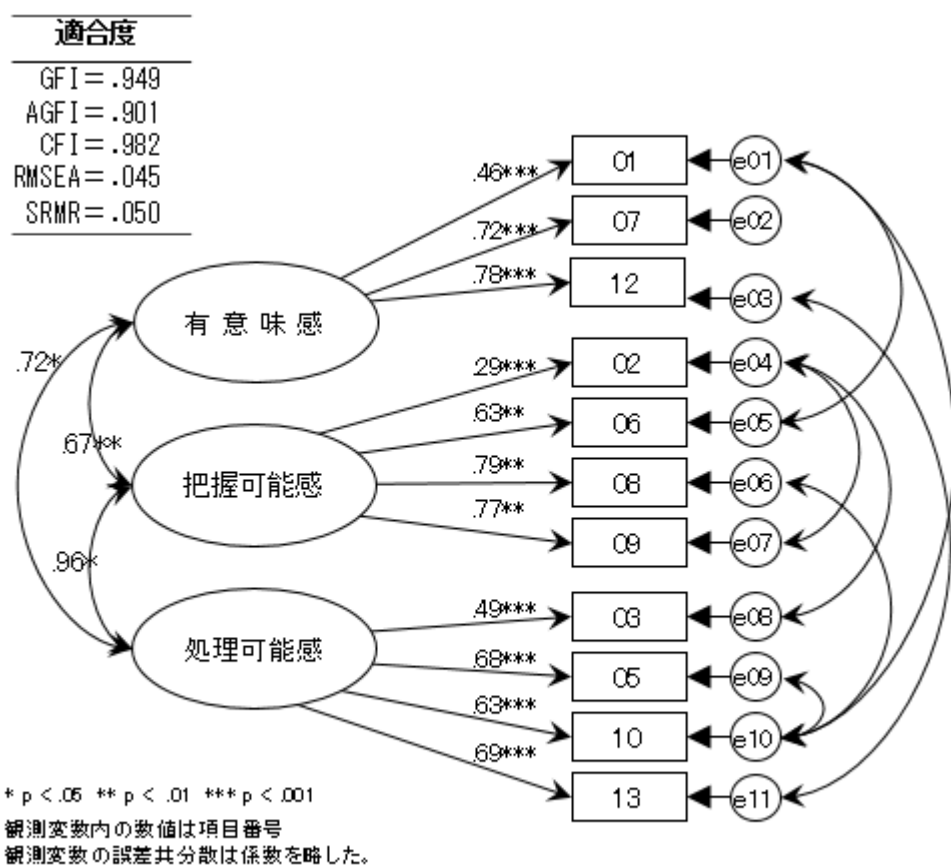 適合度
GFI＝.949
AGFI＝.901
CFI＝.982
RMSEA＝.045
SRMR＝.050
.46***
01
e01
.72***
07
e02
.78***
12
e03
有意味感
.72*
.29***
02
e04
.63**
06
e05
.67**
把握可能感
.79**
08
e06
.77**
09
e07
.96*
処理可能感
.49***
03
e08
.68***
05
e09
.63***
10
e10
.69***
13
e11
* p <.05 ** p < .01 *** p < .001
観測変数内の数値は項目番号
観測変数の誤差共分散は係数を略した。